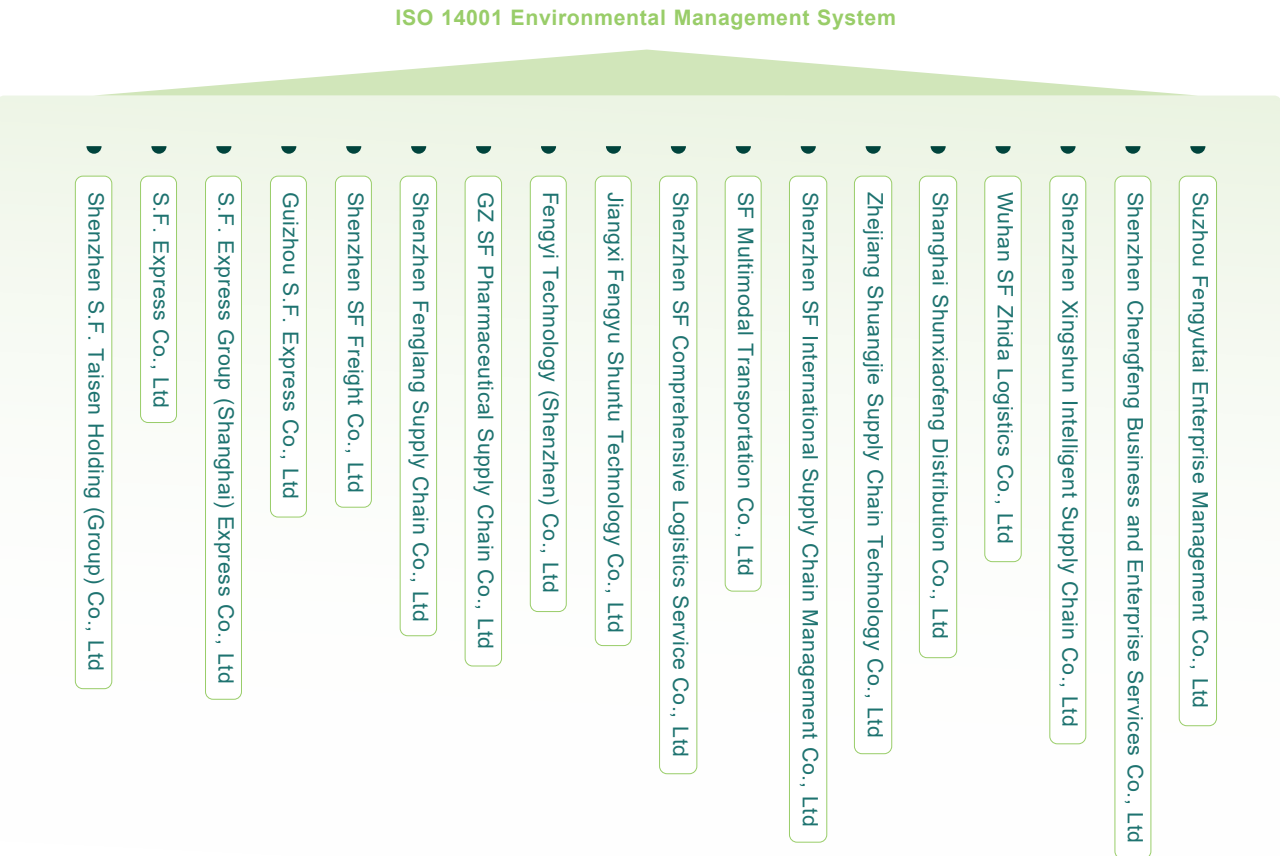 ISO 14001 Environmental Management System
Shenzhen S.F. Taisen Holding (Group) Co., Ltd
S.F. Express Co., Ltd
S.F. Express Group (Shanghai) Express Co., Ltd
Guizhou S.F. Express Co., Ltd
Shenzhen SF Freight Co., Ltd
Shenzhen Fenglang Supply Chain Co., Ltd
GZ SF Pharmaceutical Supply Chain Co., Ltd
Fengyi Technology (Shenzhen) Co., Ltd
Jiangxi Fengyu Shuntu Technology Co., Ltd
Shenzhen SF Comprehensive Logistics Service Co., Ltd
SF Multimodal Transportation Co., Ltd
Shenzhen SF International Supply Chain Management Co., Ltd
Zhejiang Shuangjie Supply Chain Technology Co., Ltd
Shanghai Shunxiaofeng Distribution Co., Ltd
Wuhan SF Zhida Logistics Co., Ltd
Shenzhen Xingshun Intelligent Supply Chain Co., Ltd
Shenzhen Chengfeng Business and Enterprise Services Co., Ltd
Suzhou Fengyutai Enterprise Management Co., Ltd